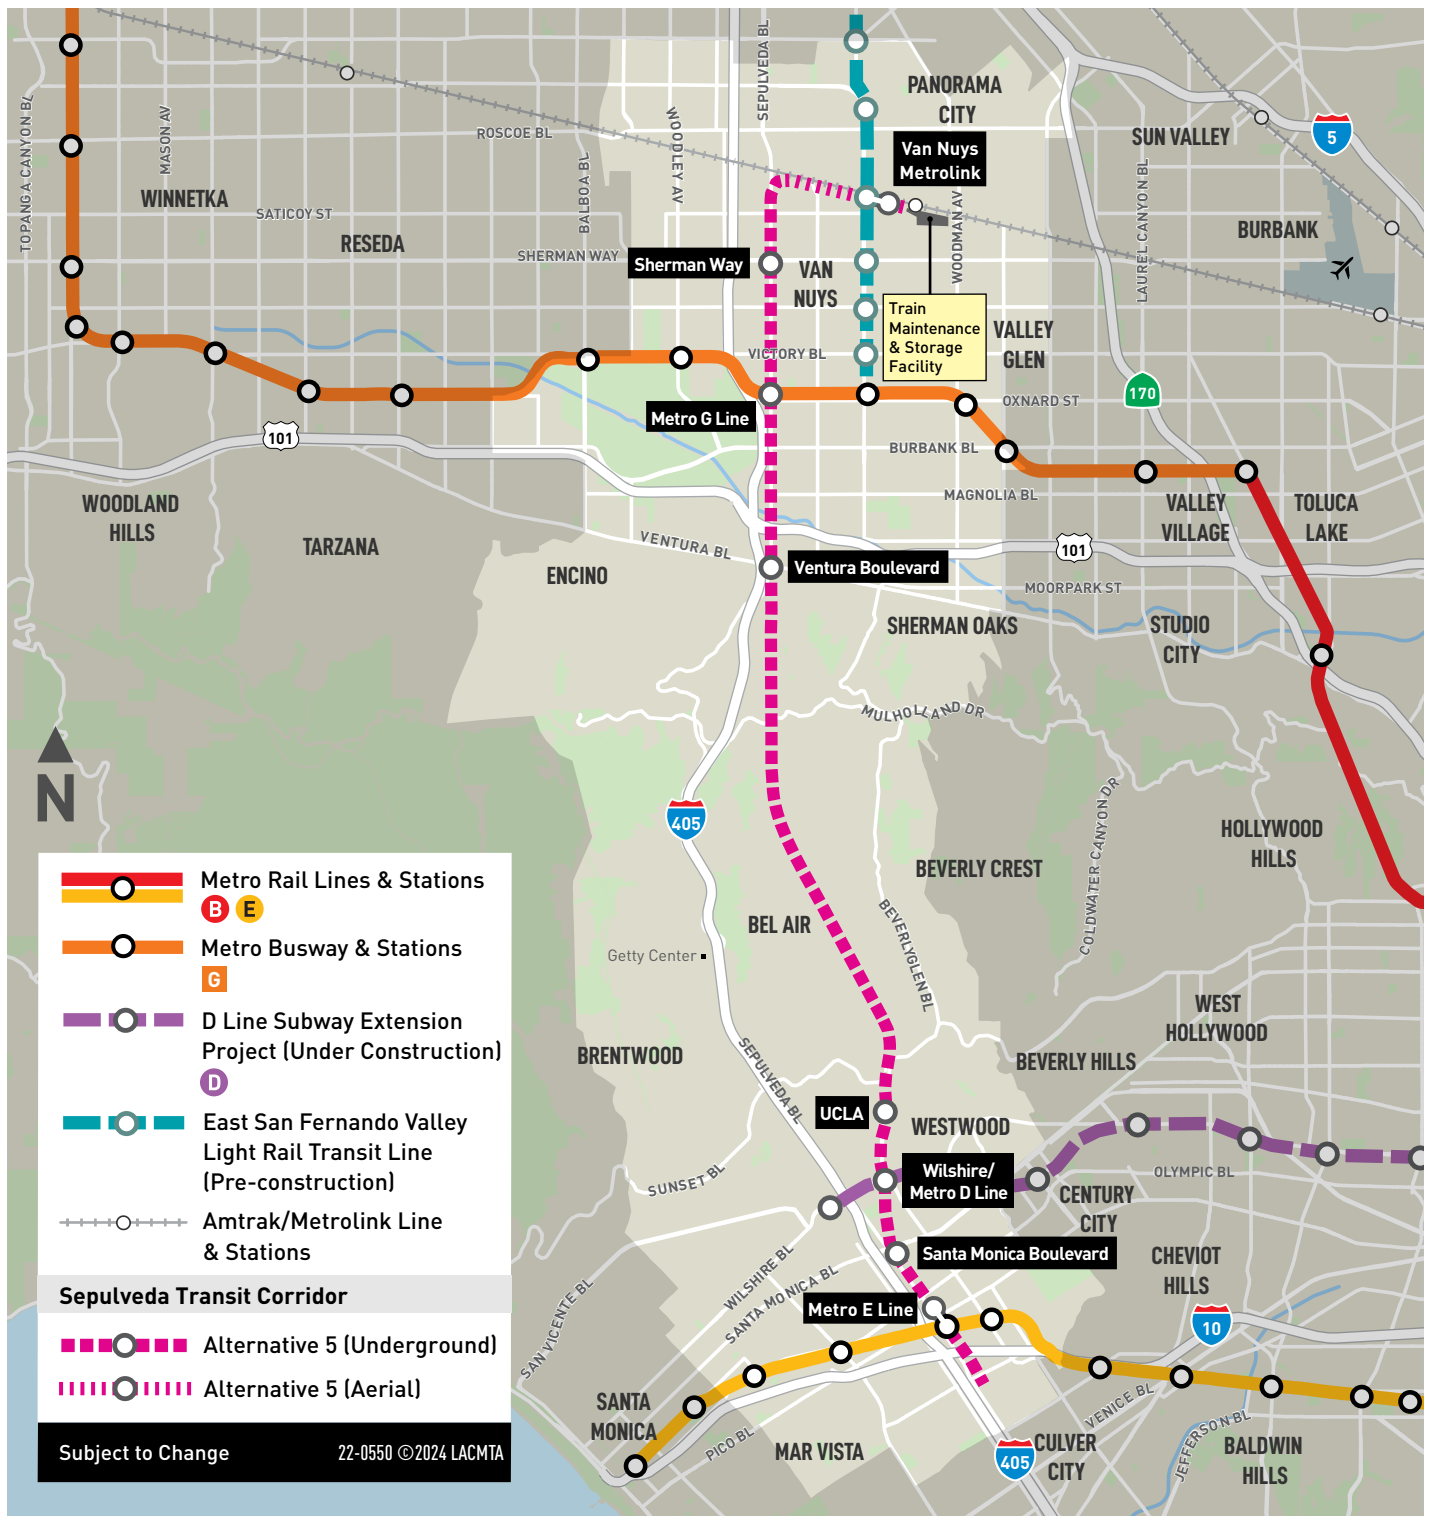 SEPULVEDA BL
PANORAMA
CITY
TOPANGA CANYON BL
MASON AV
ROSCOE BL
WOODLEY AV
BALBOA BL
SUN VALLEY
5
Van Nuys
Metrolink
WINNETKA
SATICOY ST
RESEDA
SHERMAN WAY
Sherman Way
VAN
NUYS
WOODMAN AV
LAUREL CANYON BL
BURBANK
Train
Maintenance
& Storage
Facility
VALLEY
GLEN
VICTORY BL
OXNARD ST
170
Metro G Line
101
BURBANK BL
MAGNOLIA BL
WOODLAND
HILLS
TARZANA
VALLEY
VILLAGE
TOLUCA
LAKE
VENTURA BL
101
ENCINO
Ventura Boulevard
MOORPARK ST
SHERMAN OAKS
STUDIO
CITY
MULHOLLAND DR
N
405
COLDWATER CANYON DR
HOLLYWOOD
HILLS
BEVERLY CREST
BEL AIR
BEVERLYGLEN BL
Getty Center
WEST
HOLLYWOOD
BRENTWOOD
SEPULVEDA BL
BEVERLY HILLS
UCLA
WESTWOOD
SUNSET BL
Wilshire/
Metro D Line
OLYMPIC BL
CENTURY
CITY
Santa Monica Boulevard
CHEVIOT
HILLS
WILSHIRE BL
SANTA MONICA BL
SAN VICENTE BL
Metro E Line
10
SANTA
MONICA
PICO BL
MAR VISTA
VENICE BL
JEFFERSON BL
405
CULVER
CITY
BALDWIN
HILLS
Metro Rail Lines & Stations
B E
Metro Busway & Stations
G
D Line Subway Extension
Project (Under Construction)
D
East San Fernando Valley
Light Rail Transit Line
(Pre-construction)
Amtrak/Metrolink Line
& Stations
Sepulveda Transit Corridor
Alternative 5 (Underground)
Alternative 5 (Aerial)
Subject to Change 22-0550 ©2024 LACMTA